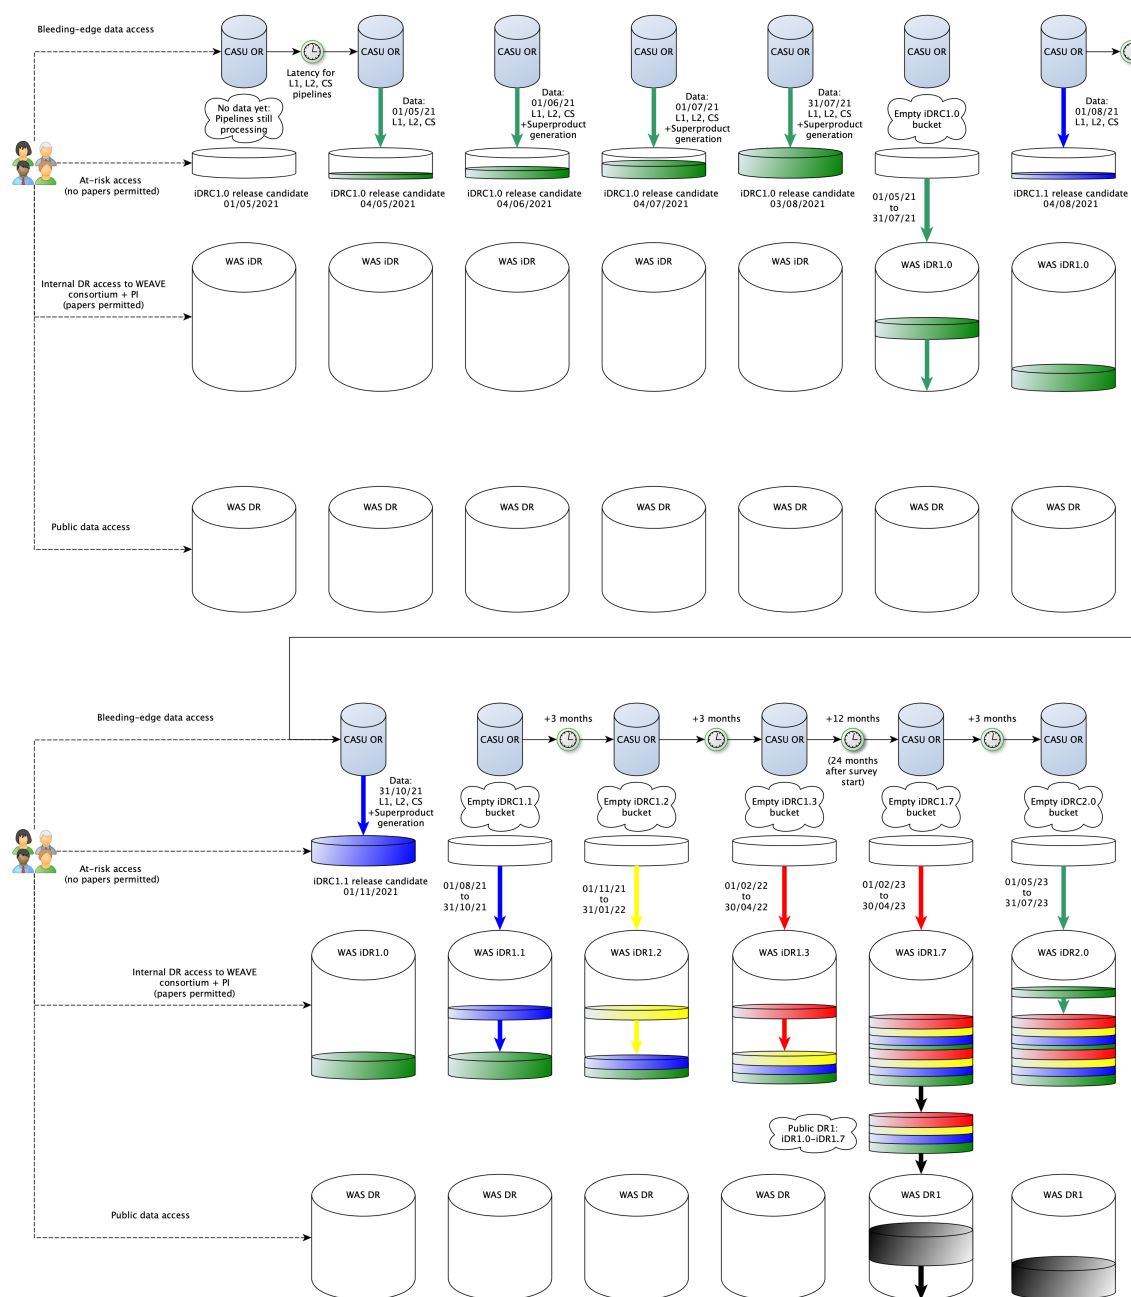 Bleeding-edge data access
CASU OR
CASU OR
CASU OR
CASU OR
CASU OR
CASU OR
CASU OR
Latency for
L1, L2, CS
pipelines
No data yet:
Pipelines still
processing
Data:
01/05/21
L1, L2, CS
Data:
01/06/21
L1, L2, CS
+Superproduct
generation
Data:
01/07/21
L1, L2, CS
+Superproduct
generation
Data:
31/07/21
L1, L2, CS
+Superproduct
generation
Empty iDRC1.0
bucket
Data:
01/08/21
L1, L2, CS
At-risk access
(no papers permitted)
iDRC1.0 release candidate
01/05/2021
iDRC1.0 release candidate
04/05/2021
iDRC1.0 release candidate
04/06/2021
iDRC1.0 release candidate
04/07/2021
iDRC1.0 release candidate
03/08/2021
01/05/21
to
31/07/21
iDRC1.1 release candidate
04/08/2021
Internal DR access to WEAVE
consortium + PI
(papers permitted)
WAS iDR
WAS iDR
WAS iDR
WAS iDR
WAS iDR
WAS iDR1.0
WAS iDR1.0
Public data access
WAS DR
WAS DR
WAS DR
WAS DR
WAS DR
WAS DR
WAS DR
Bleeding-edge data access
CASU OR
CASU OR
+3 months
CASU OR
+3 months
CASU OR
+12 months
(24 months
after survey
start)
CASU OR
+3 months
CASU OR
Data:
31/10/21
L1, L2, CS
+Superproduct
generation
Empty iDRC1.1
bucket
Empty iDRC1.2
bucket
Empty iDRC1.3
bucket
Empty iDRC1.7
bucket
Empty iDRC2.0
bucket
At-risk access
(no papers permitted)
iDRC1.1 release candidate
01/11/2021
01/08/21
to
31/10/21
01/11/21
to
31/01/22
01/02/22
to
30/04/22
01/02/23
to
30/04/23
01/05/23
to
31/07/23
Internal DR access to WEAVE
consortium + PI
(papers permitted)
WAS iDR1.0
WAS iDR1.1
WAS iDR1.2
WAS iDR1.3
WAS iDR1.7
WAS iDR2.0
Public DR1:
iDR1.0-iDR1.7
Public data access
WAS DR
WAS DR
WAS DR
WAS DR
WAS DR1
WAS DR1